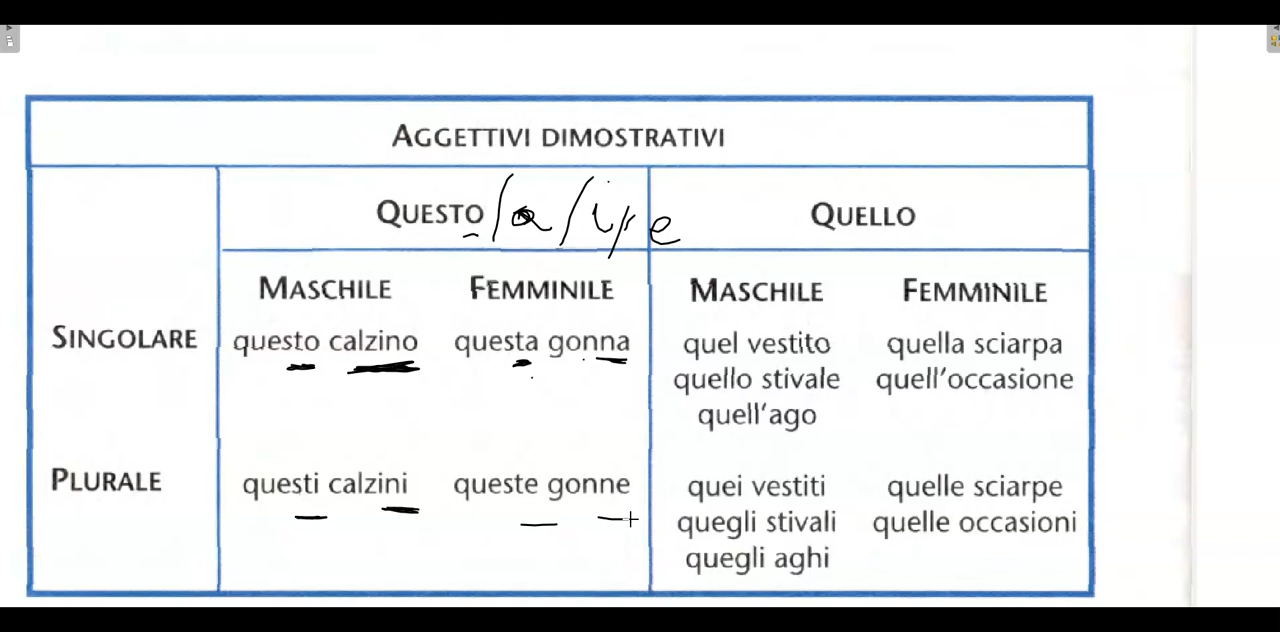 AGGETTIVI DIMOSTRATIVI
QUESTO/a/i/e QUELLO
MASCHILE FEMMINILE MASCHILE FEMMINILE
SINGOLARE questo calzino questa gonna quel vestito quella sciarpa
quello stivale quell'occasione
quell'ago
PLURALE questi calzini queste gonne quei vestiti quelle sciarpe
quegli stivali quelle occasioni
quegli aghi